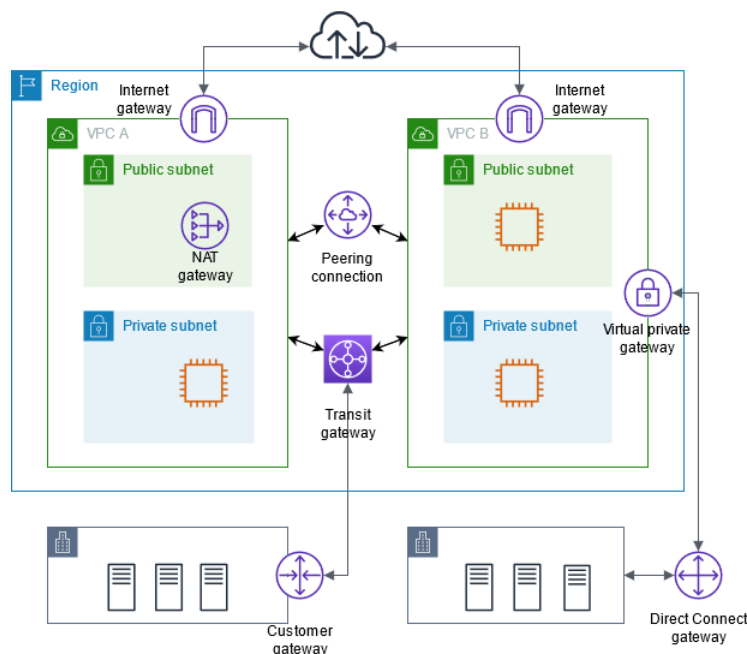 Region
Internet
gateway
Internet
gateway
VPC A
VPC B
Public subnet
Public subnet
NAT
gateway
Peering
connection
Virtual private
gateway
Private subnet
Private subnet
Transit
gateway
Customer
gateway
Direct Connect
gateway